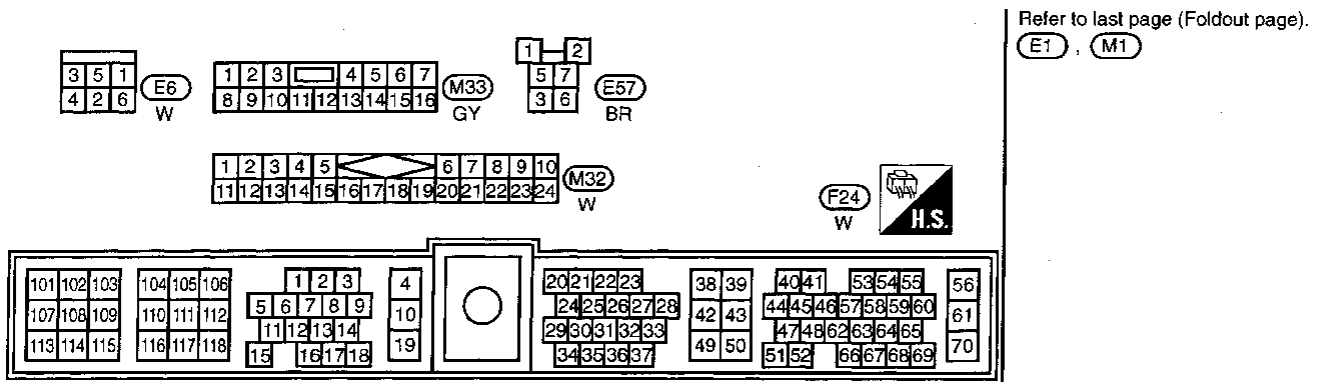 Refer to last page (Foldout page).
E1 , M1
1 2
3 5 1 1 2 3 4 5 6 7 5 7
4 2 6 E6 8 9 10 11 12 13 14 15 16 M33 3 6 E57
W GY BR
1 2 3 4 5 6 7 8 9 10
11 12 13 14 15 16 17 18 19 20 21 22 23 24 M32
W
F24
W
H.S.
101 102 103 104 105 106 1 2 3 4 20 21 22 23 38 39 40 41 53 54 55 56
107 108 109 110 111 112 5 6 7 8 9 10 24 25 26 27 28 42 43 44 45 46 57 58 59 60 61
11 12 13 14 29 30 31 32 33 47 48 62 63 64 65
113 114 115 116 117 118 15 16 17 18 19 34 35 36 37 49 50 51 52 66 67 68 69 70